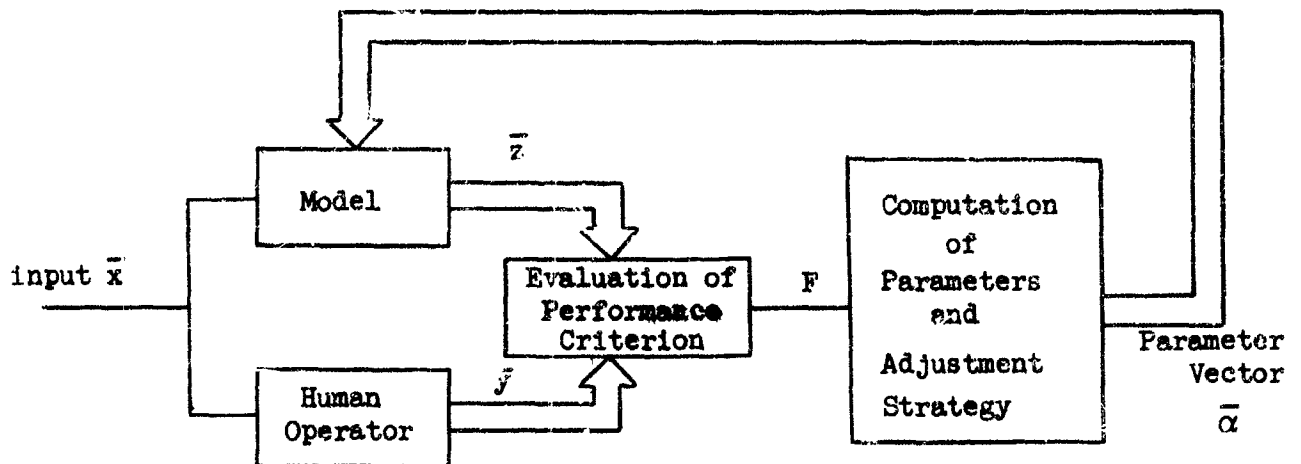 z̄
Model
input x̄
Evaluation of
Performance
Criterion
F
Computation
of
Parameters
and
Adjustment
Strategy
Parameter
Vector
ᾱ
ȳ
Human
Operator